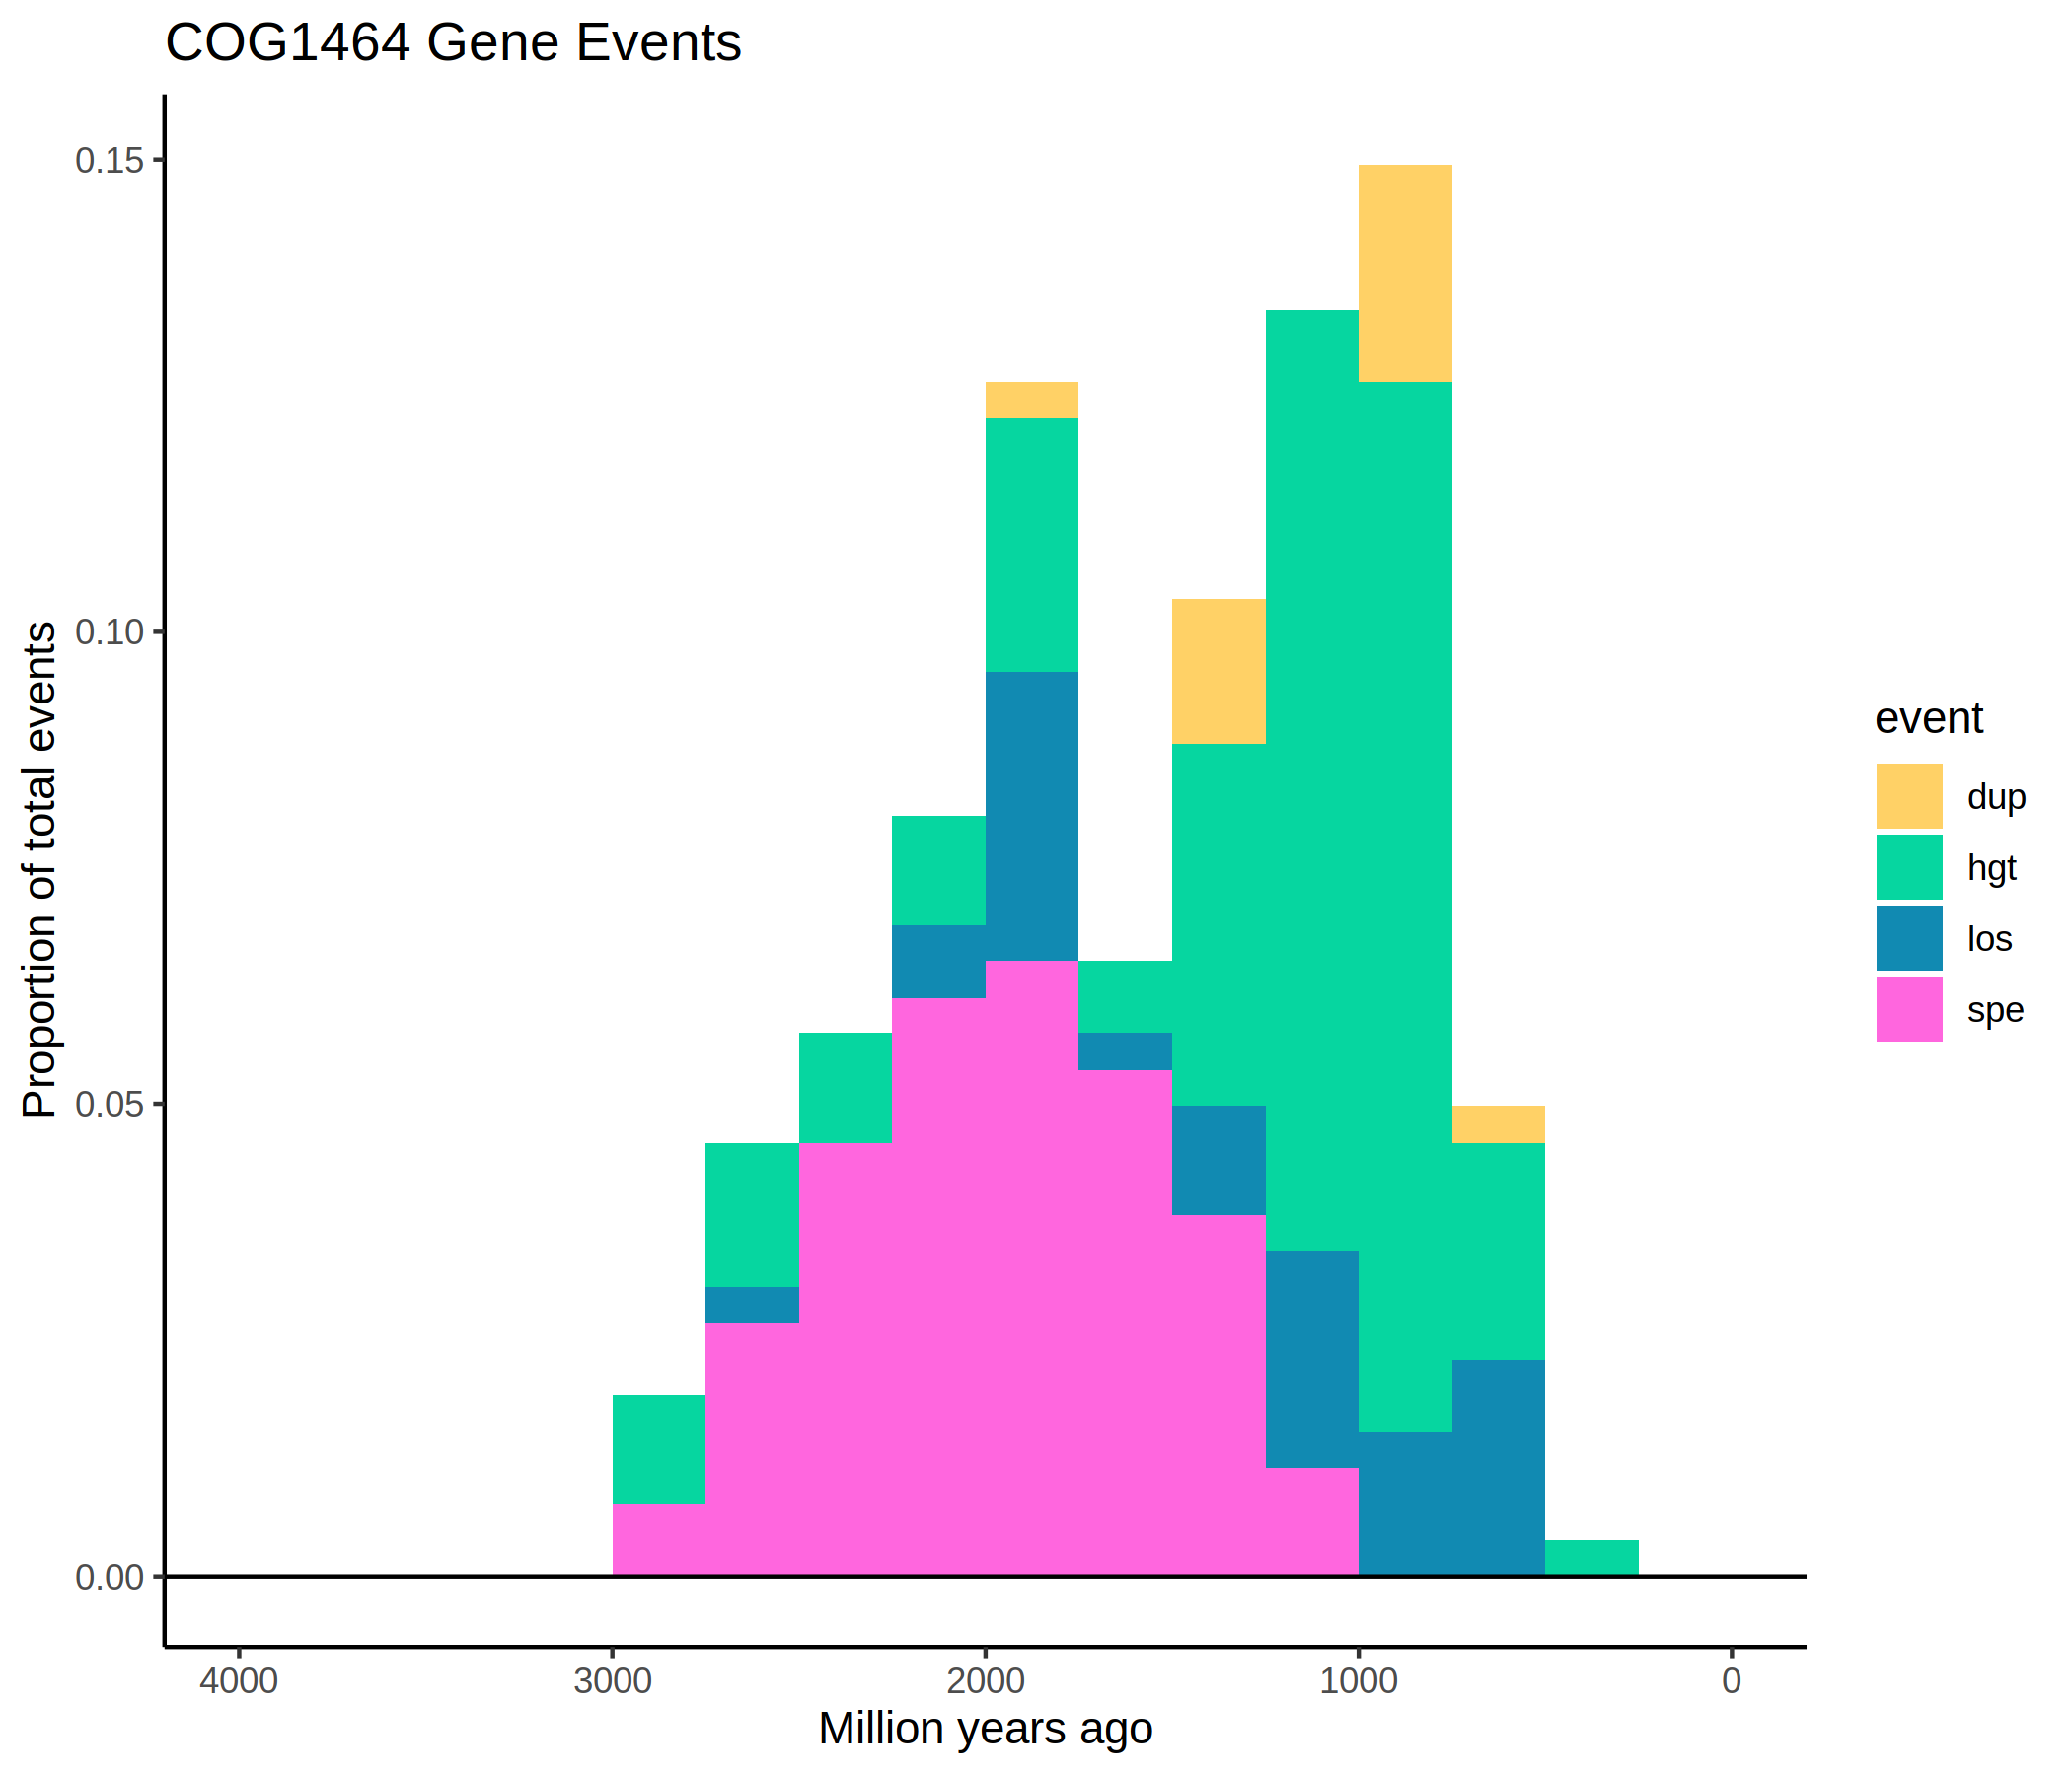 COG1464 Gene Events
Proportion of total events
0.15
0.10
0.05
0.00
4000 3000 2000 1000 0
Million years ago
event
dup
hgt
los
spe